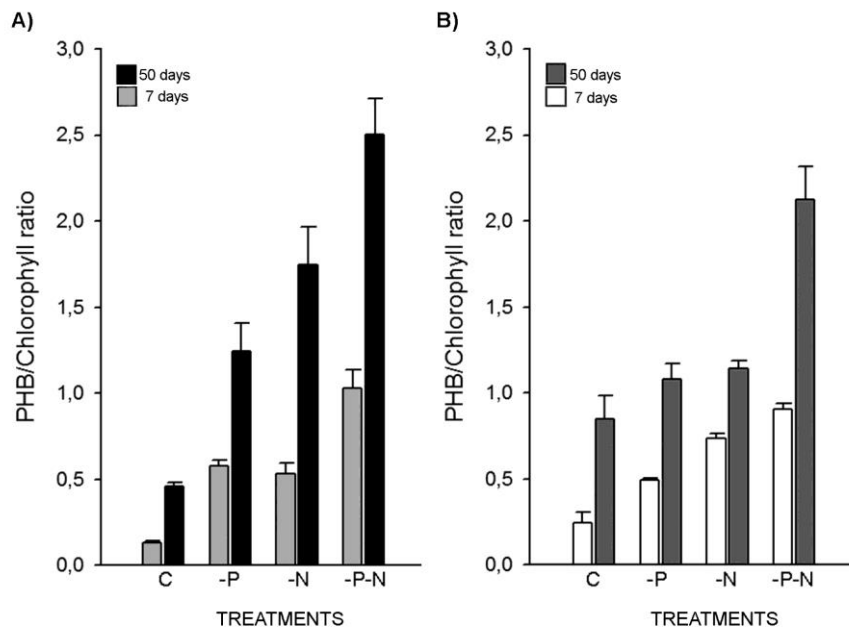 A)
50 days
7 days
3,0
2,5
2,0
1,5
1,0
0,5
0,0
PHB/Chlorophyll ratio
C -P -N -P-N
TREATMENTS
B)
50 days
7 days
3,0
2,5
2,0
1,5
1,0
0,5
0,0
PHB/Chlorophyll ratio
C -P -N -P-N
TREATMENTS